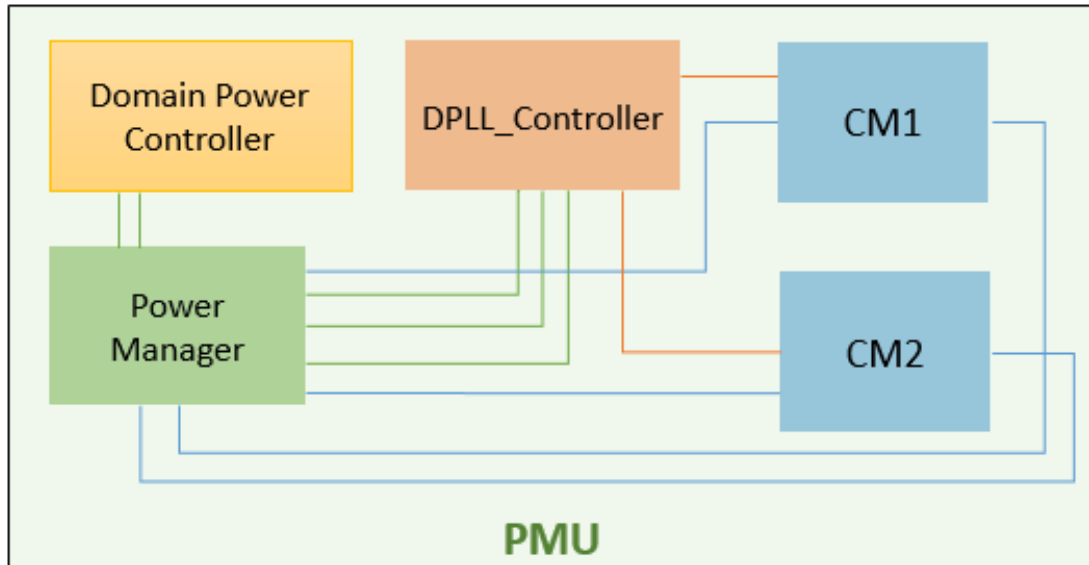 Domain Power
Controller
DPLL_Controller
CM1
Power
Manager
CM2
PMU